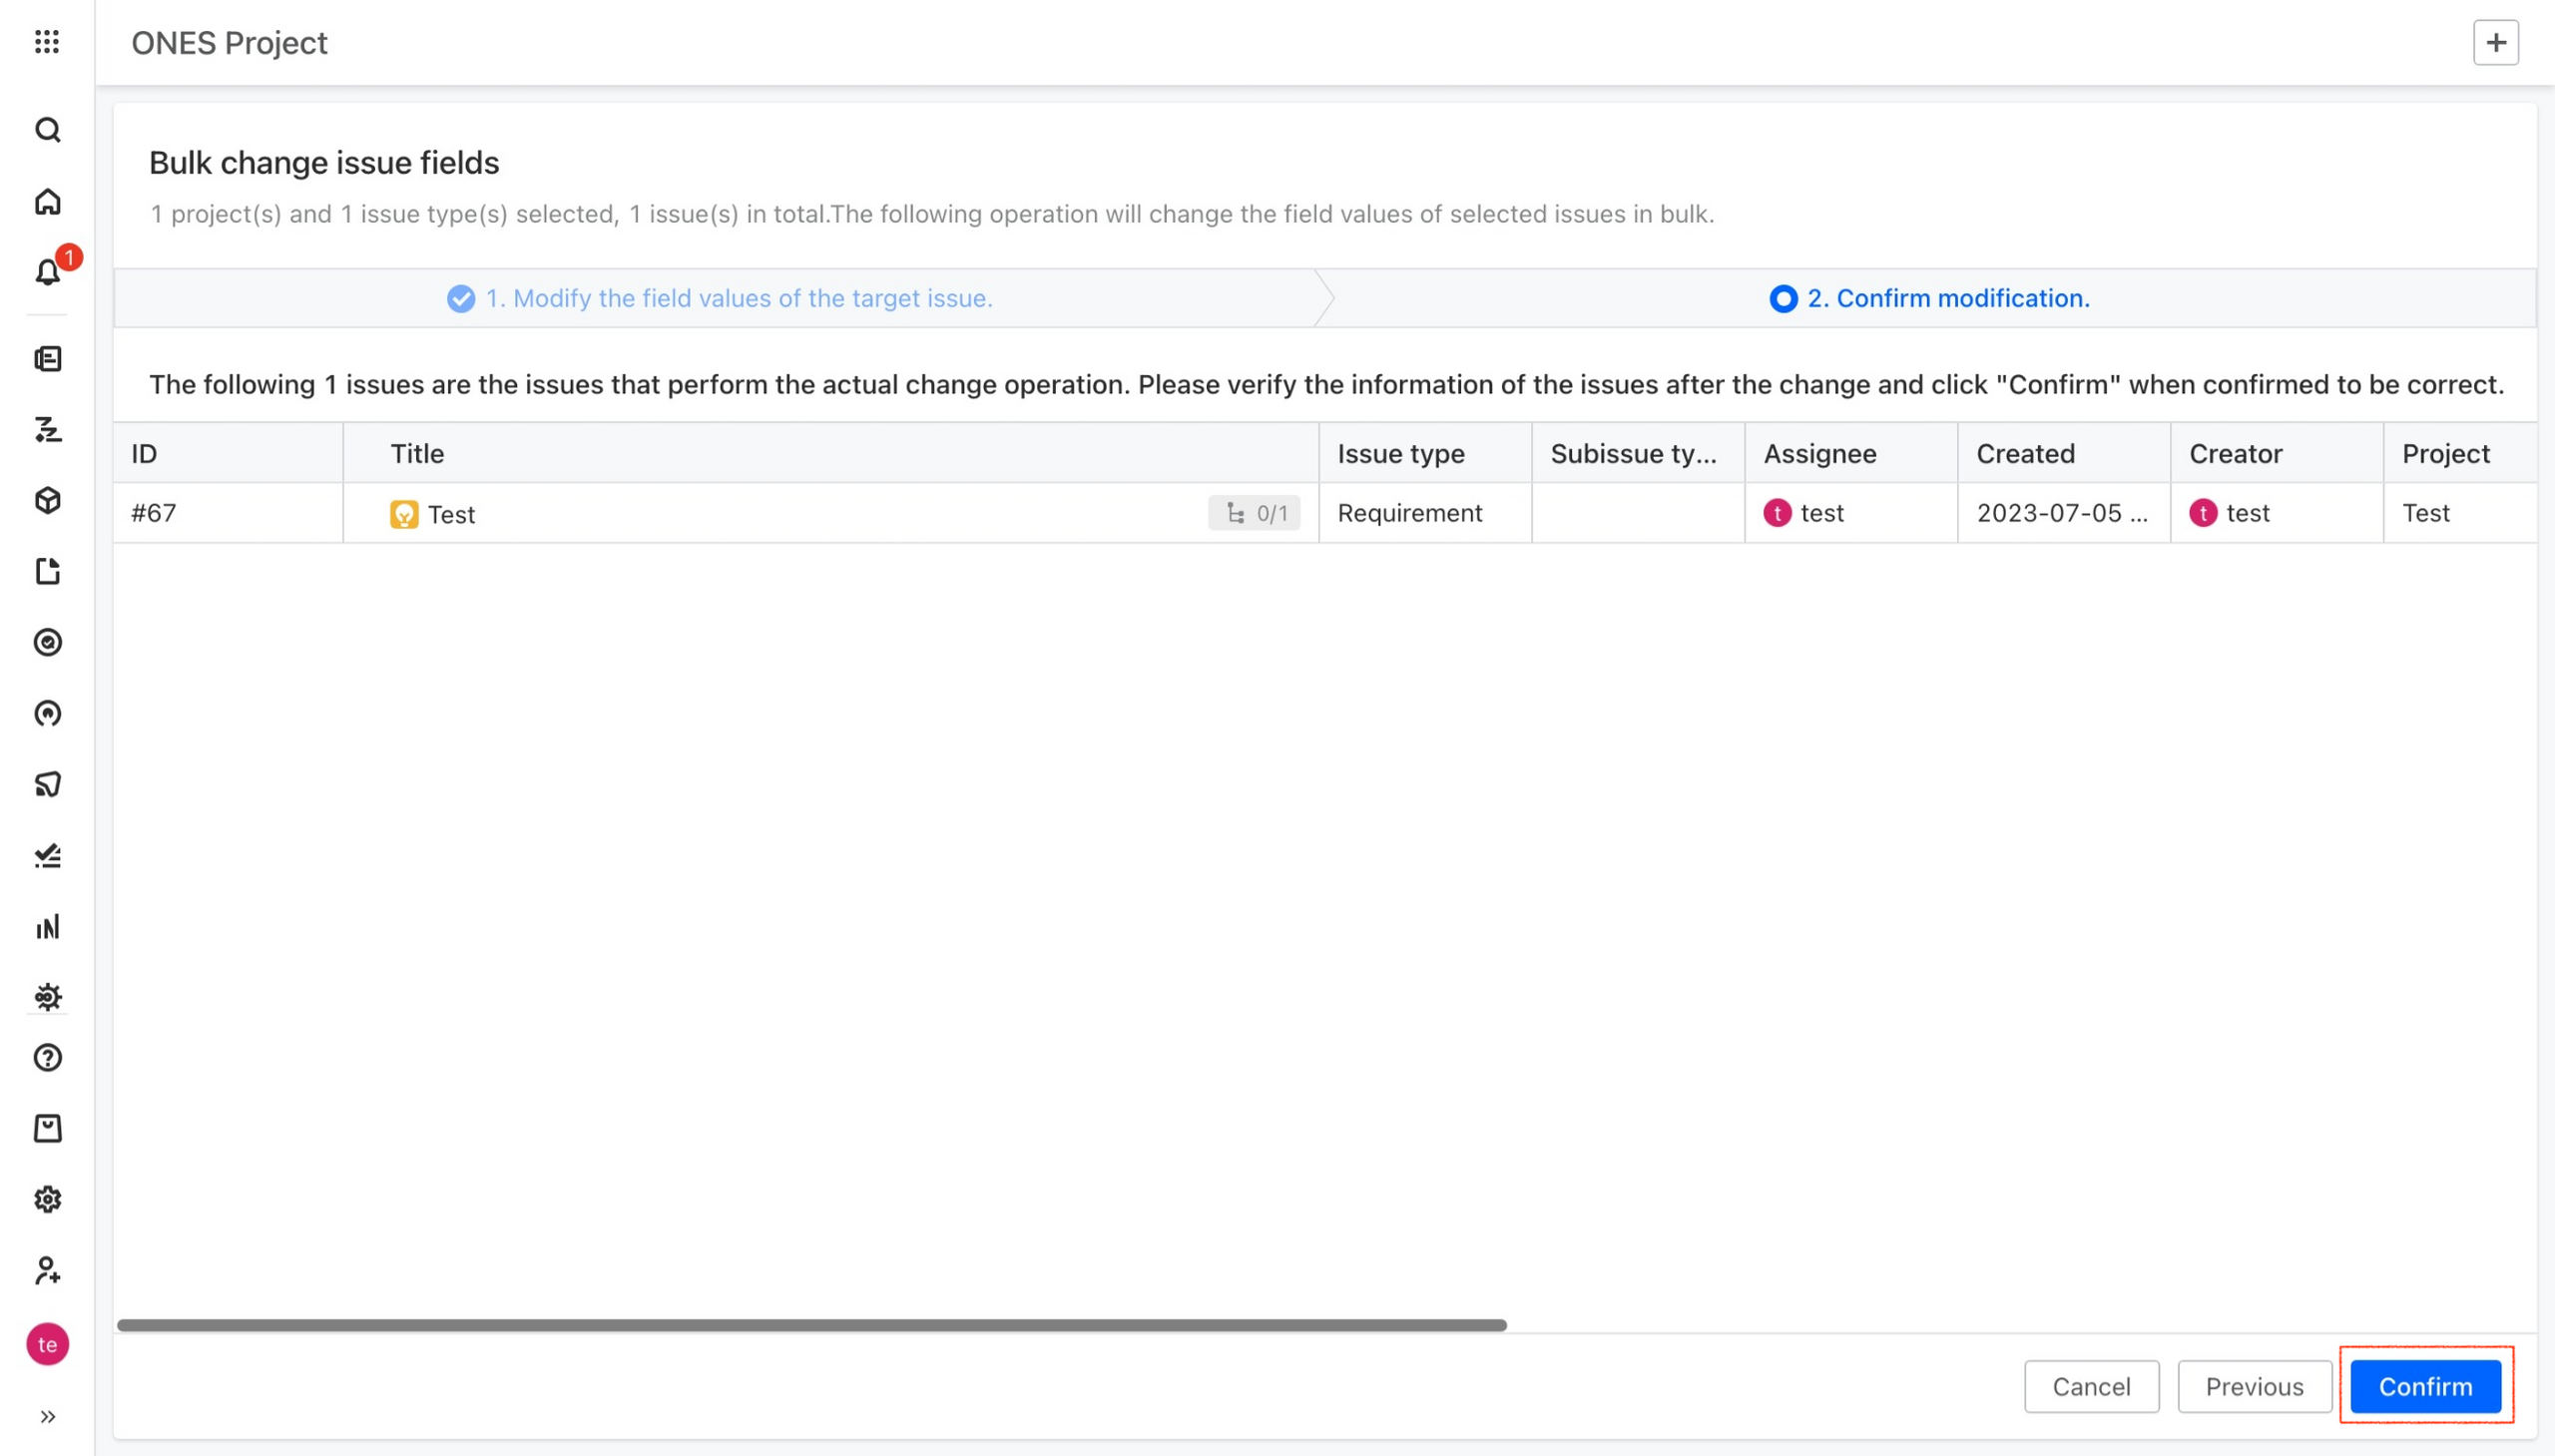 ONES Project
Bulk change issue fields
1 project(s) and 1 issue type(s) selected, 1 issue(s) in total.The following operation will change the field values of selected issues in bulk.
1
1. Modify the field values of the target issue.
2. Confirm modification.
The following 1 issues are the issues that perform the actual change operation. Please verify the information of the issues after the change and click "Confirm" when confirmed to be correct.
ID Title Issue type Subissue ty... Assignee Created Creator Project
#67 Test 0/1 Requirement t test 2023-07-05 ... t test Test
te
Cancel Previous Confirm